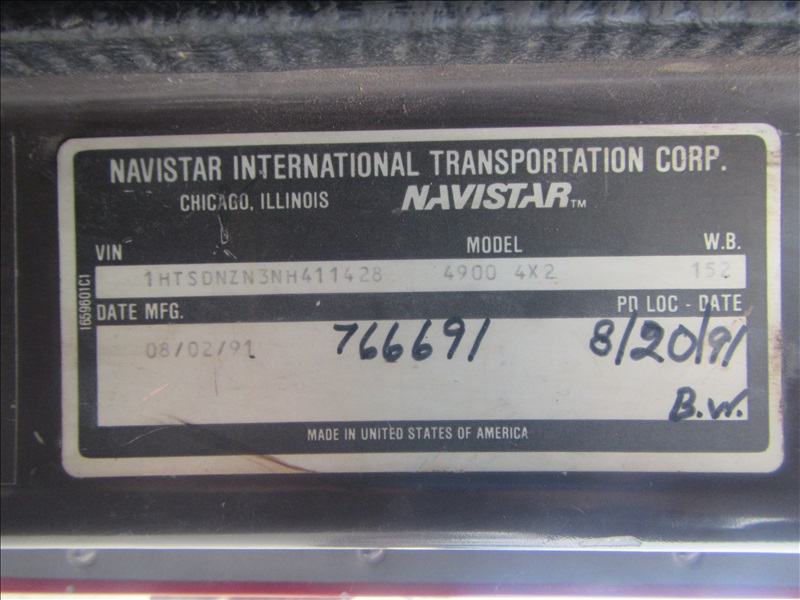 NAVISTAR INTERNATIONAL TRANSPORTATION CORP.
CHICAGO, ILLINOIS NAVISTAR™
VIN MODEL W.B.
1HTSDNZN3NH411428 4900 4X2 152
DATE MFG. PD LOC - DATE
08/02/91 766691 8/20/91
B.W.
MADE IN UNITED STATES OF AMERICA
1659601C1